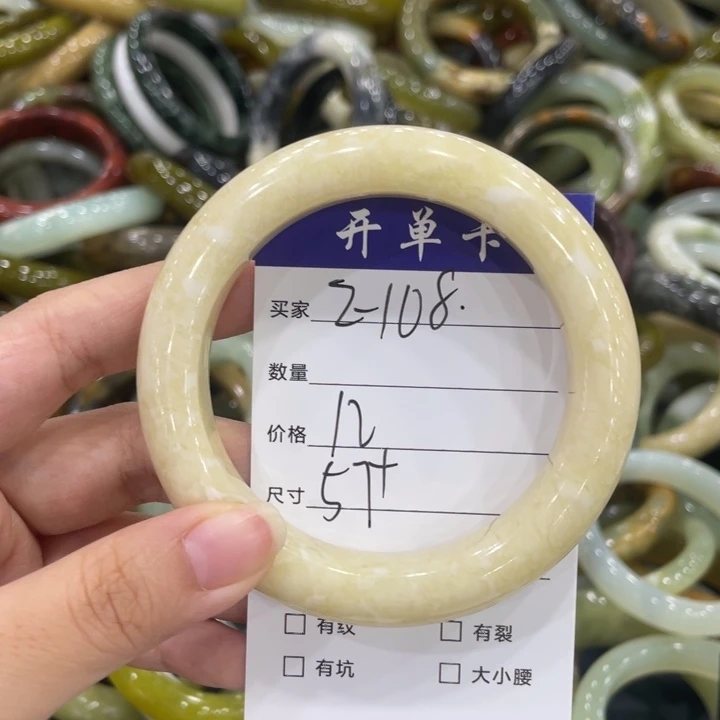 开单卡
买家 2-108.
数量
价格 12
尺寸 57+
☐ 有纹 ☐ 有裂
☐ 有坑 ☐ 大小腰